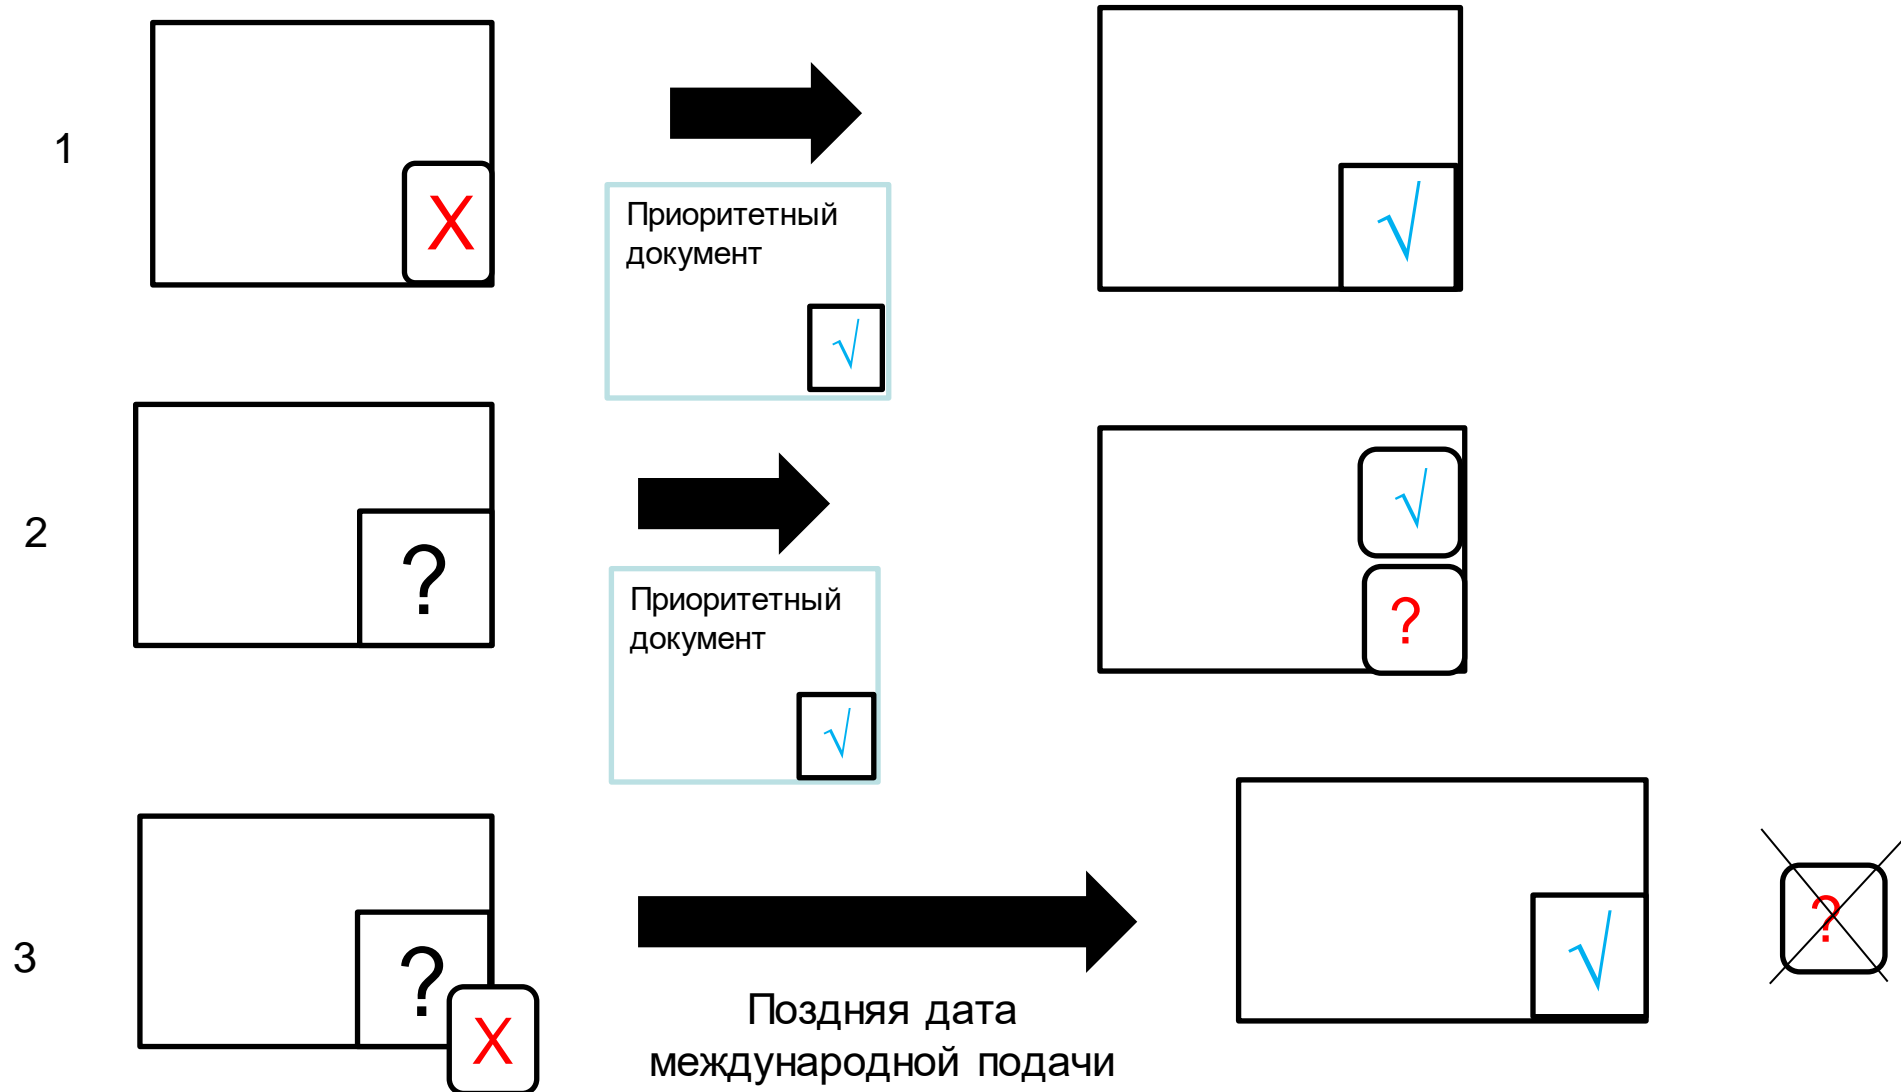 1
X
Приоритетный
документ
√
√
2
?
Приоритетный
документ
√
√
?
3
?
X
Поздняя дата
международной подачи
√
?